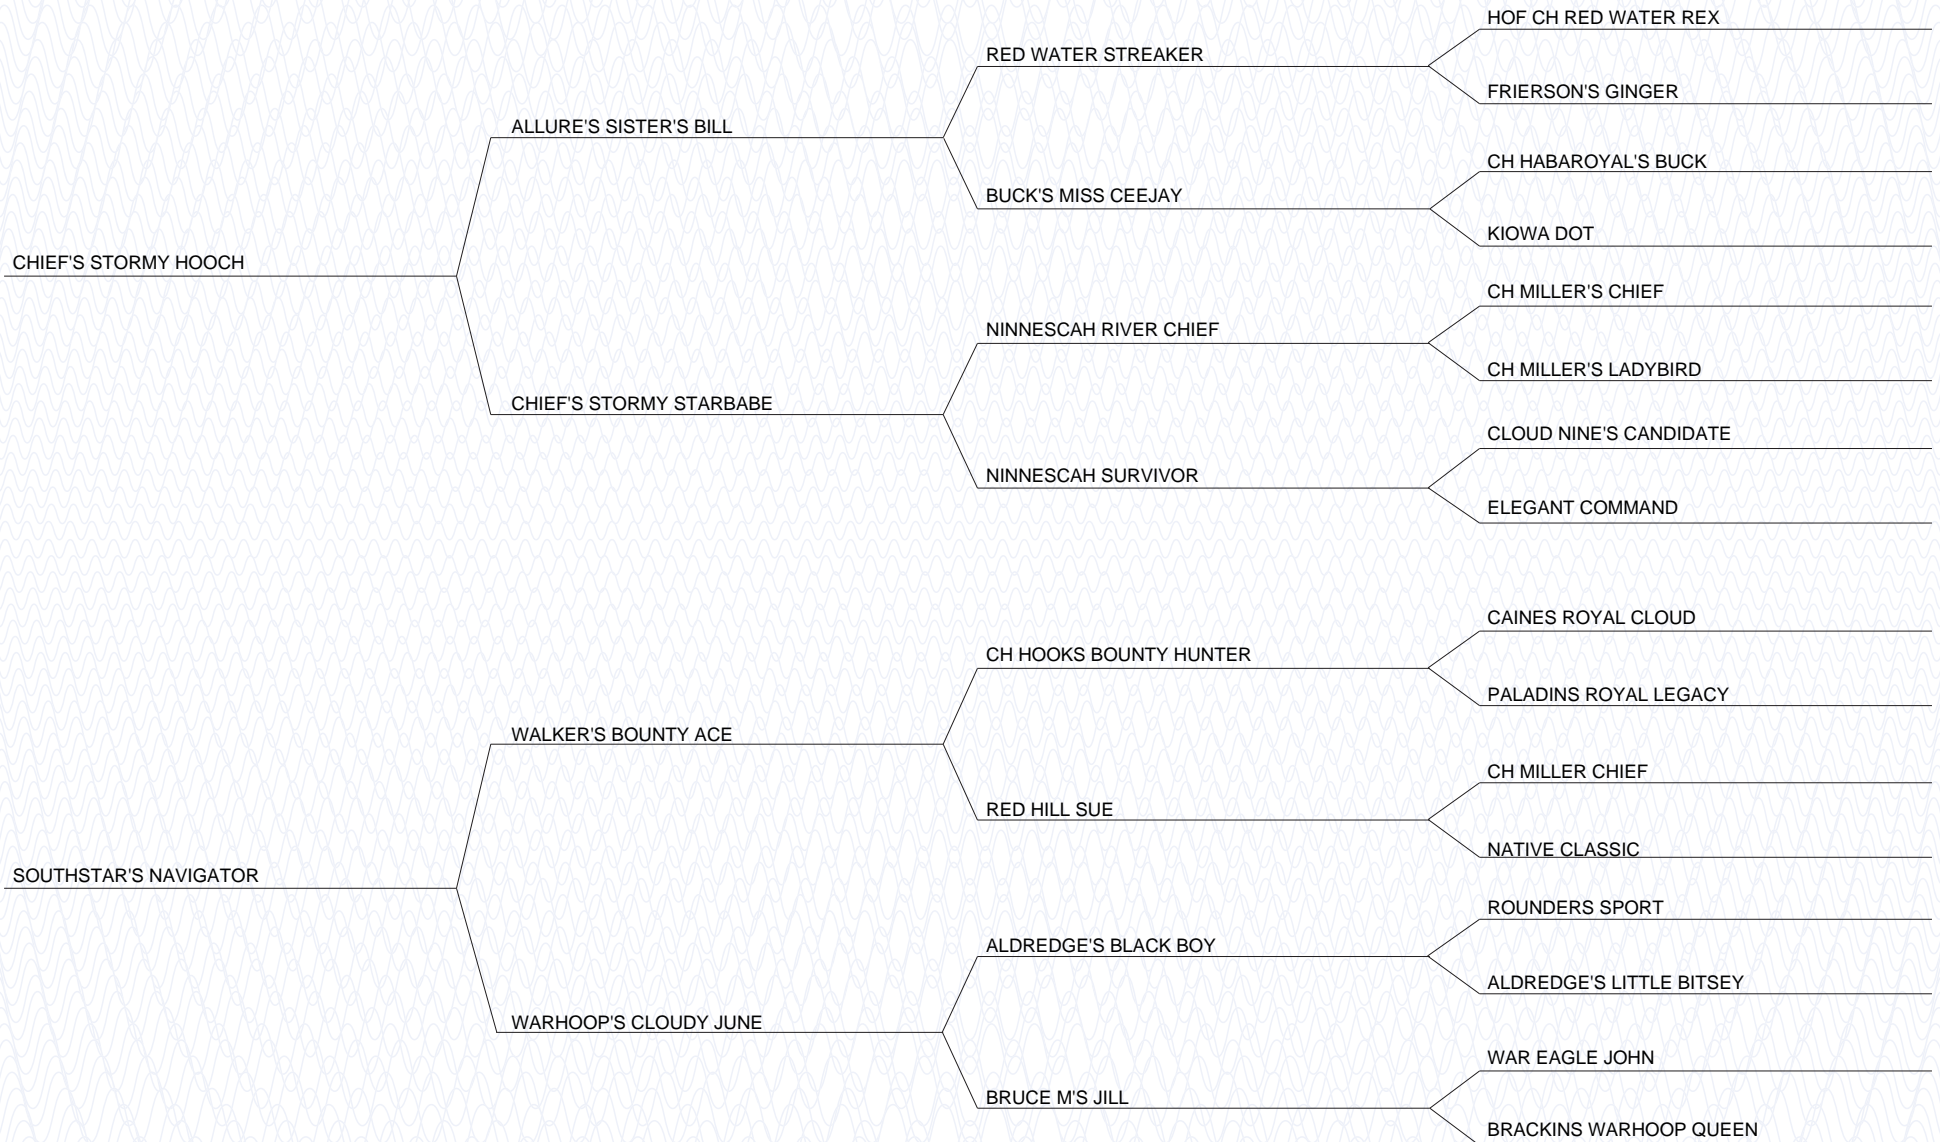 HOF CH RED WATER REX
RED WATER STREAKER
FRIERSON'S GINGER
ALLURE'S SISTER'S BILL
CH HABAROYAL'S BUCK
BUCK'S MISS CEEJAY
KIOWA DOT
CHIEF'S STORMY HOOCH
CH MILLER'S CHIEF
NINNESCAH RIVER CHIEF
CH MILLER'S LADYBIRD
CHIEF'S STORMY STARBABE
CLOUD NINE'S CANDIDATE
NINNESCAH SURVIVOR
ELEGANT COMMAND
CAINES ROYAL CLOUD
CH HOOKS BOUNTY HUNTER
PALADINS ROYAL LEGACY
WALKER'S BOUNTY ACE
CH MILLER CHIEF
RED HILL SUE
NATIVE CLASSIC
SOUTHSTAR'S NAVIGATOR
ROUNDERS SPORT
ALDREDGE'S BLACK BOY
ALDREDGE'S LITTLE BITSEY
WARHOOP'S CLOUDY JUNE
WAR EAGLE JOHN
BRUCE M'S JILL
BRACKINS WARHOOP QUEEN